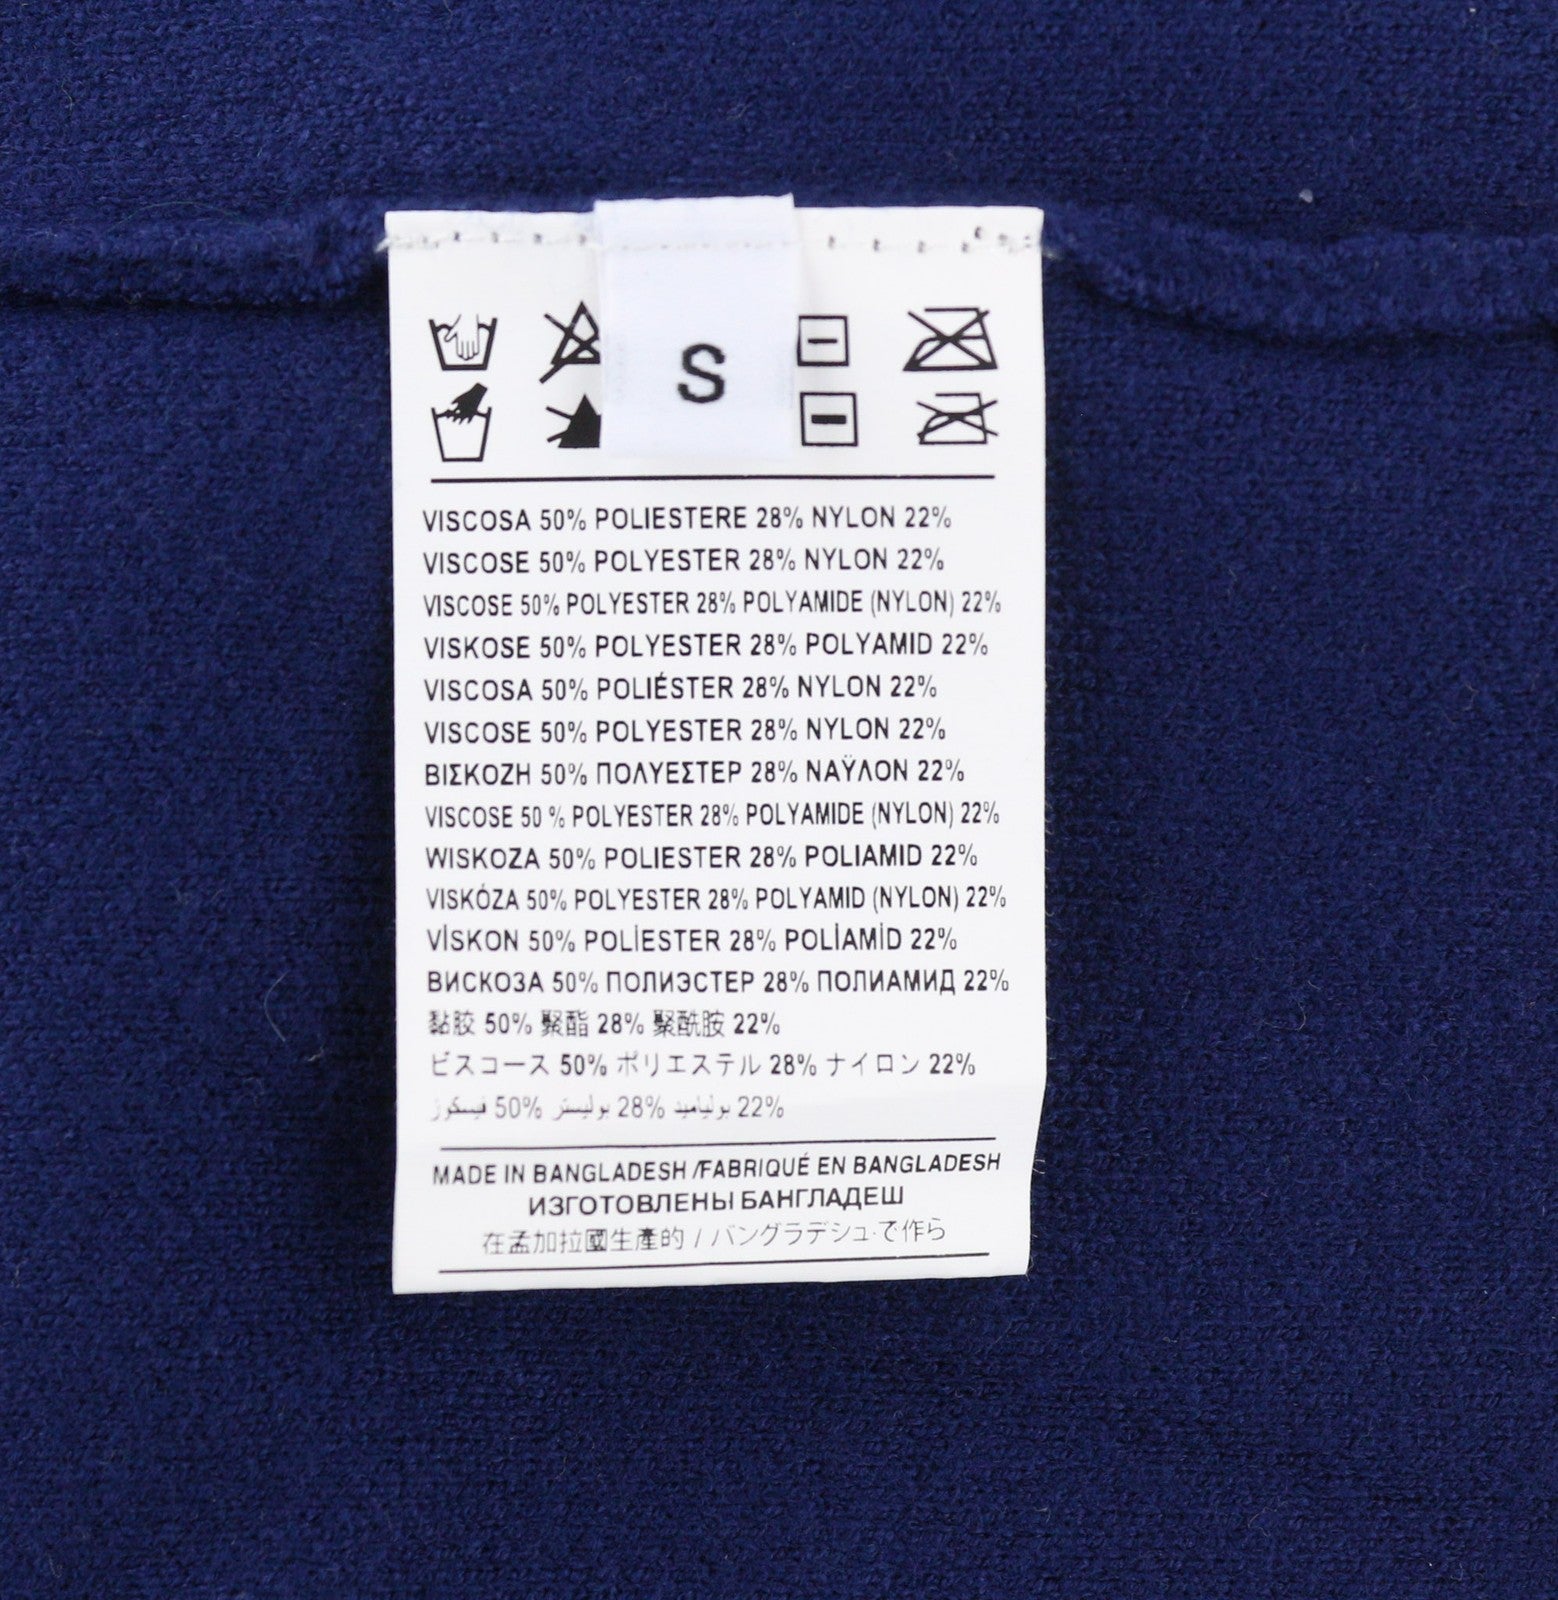 S
VISCOSA 50% POLIESTERE 28% NYLON 22%
VISCOSE 50% POLYESTER 28% NYLON 22%
VISCOSE 50% POLYESTER 28% POLYAMIDE (NYLON) 22%
VISKOSE 50% POLYESTER 28% POLYAMID 22%
VISCOSA 50% POLIÉSTER 28% NYLON 22%
VISCOSE 50% POLYESTER 28% NYLON 22%
ΒΙΣΚΟΖΗ 50% ΠΟΛΥΕΣΤΕΡ 28% ΝΑΫΛΟΝ 22%
VISCOSE 50 % POLYESTER 28% POLYAMIDE (NYLON) 22%
WISKOZA 50% POLIESTER 28% POLIAMID 22%
VISKÓZA 50% POLYESTER 28% POLYAMID (NYLON) 22%
VİSKON 50% POLİESTER 28% POLİAMİD 22%
ВИСКОЗА 50% ПОЛИЭСТЕР 28% ПОЛИАМИД 22%
黏胶 50% 聚酯 28% 聚酰胺 22%
ビスコース 50% ポリエステル 28% ナイロン 22%
فيسكوز 50% بوليستر 28% بولياميد 22%
MADE IN BANGLADESH /FABRIQUÉ EN BANGLADESH
ИЗГОТОВЛЕНЫ БАНГЛАДЕШ
在孟加拉國生產的 / バングラデシュ·で作ら